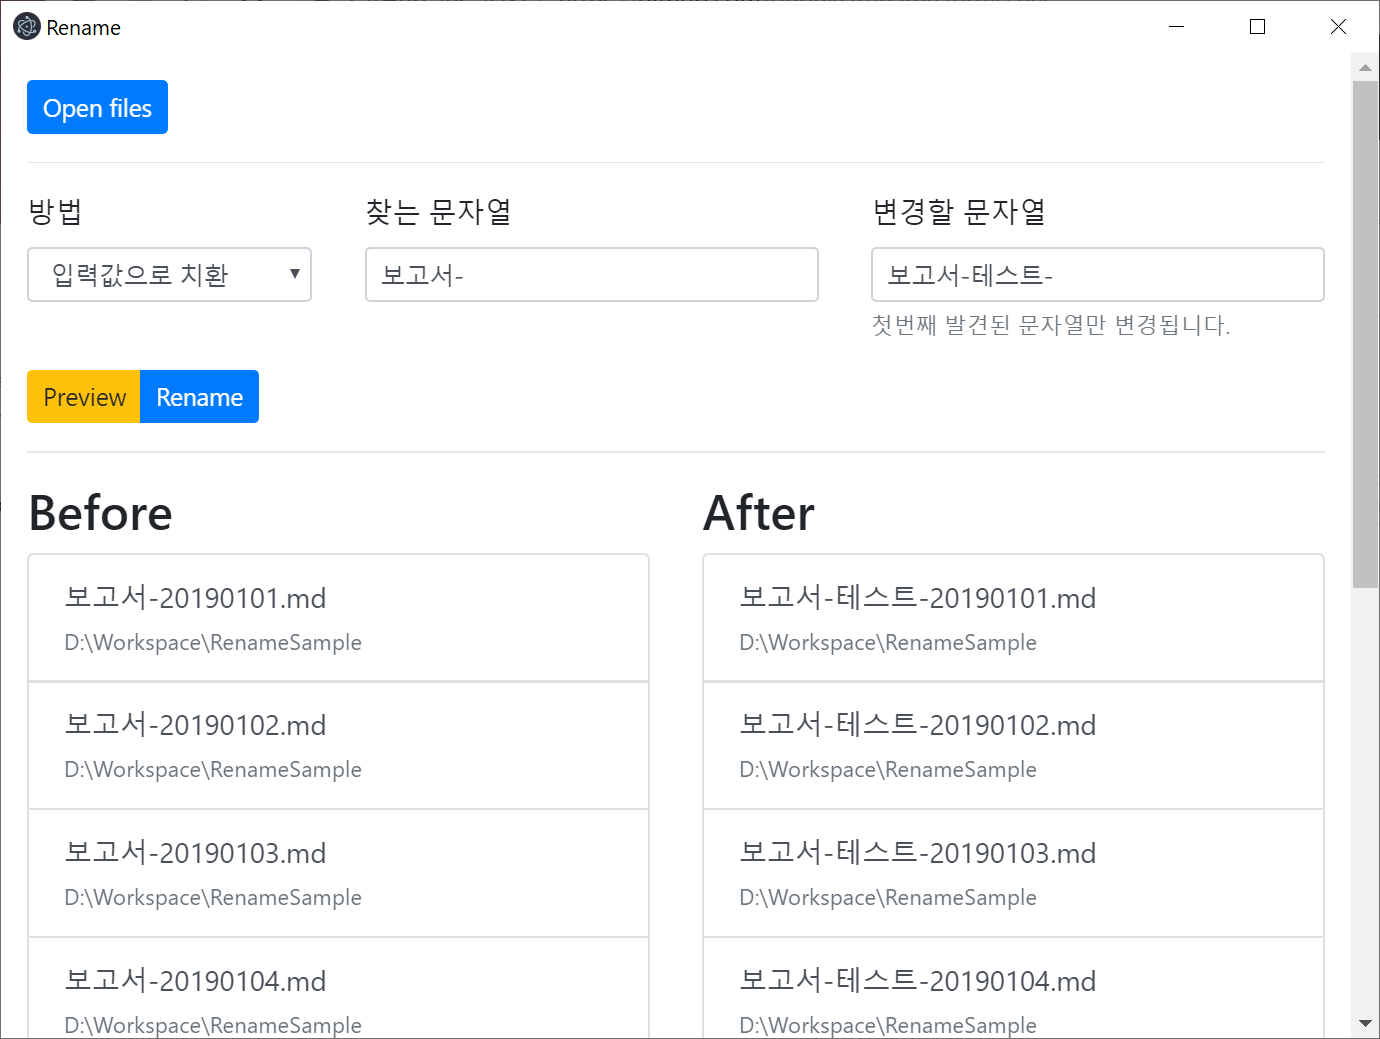 Rename
Open files
방법
찾는 문자열
변경할 문자열
입력값으로 치환
보고서-
보고서-테스트-
첫번째 발견된 문자열만 변경됩니다.
Preview
Rename
Before
After
보고서-20190101.md
D:\Workspace\RenameSample
보고서-테스트-20190101.md
D:\Workspace\RenameSample
보고서-20190102.md
D:\Workspace\RenameSample
보고서-테스트-20190102.md
D:\Workspace\RenameSample
보고서-20190103.md
D:\Workspace\RenameSample
보고서-테스트-20190103.md
D:\Workspace\RenameSample
보고서-20190104.md
D:\Workspace\RenameSample
보고서-테스트-20190104.md
D:\Workspace\RenameSample